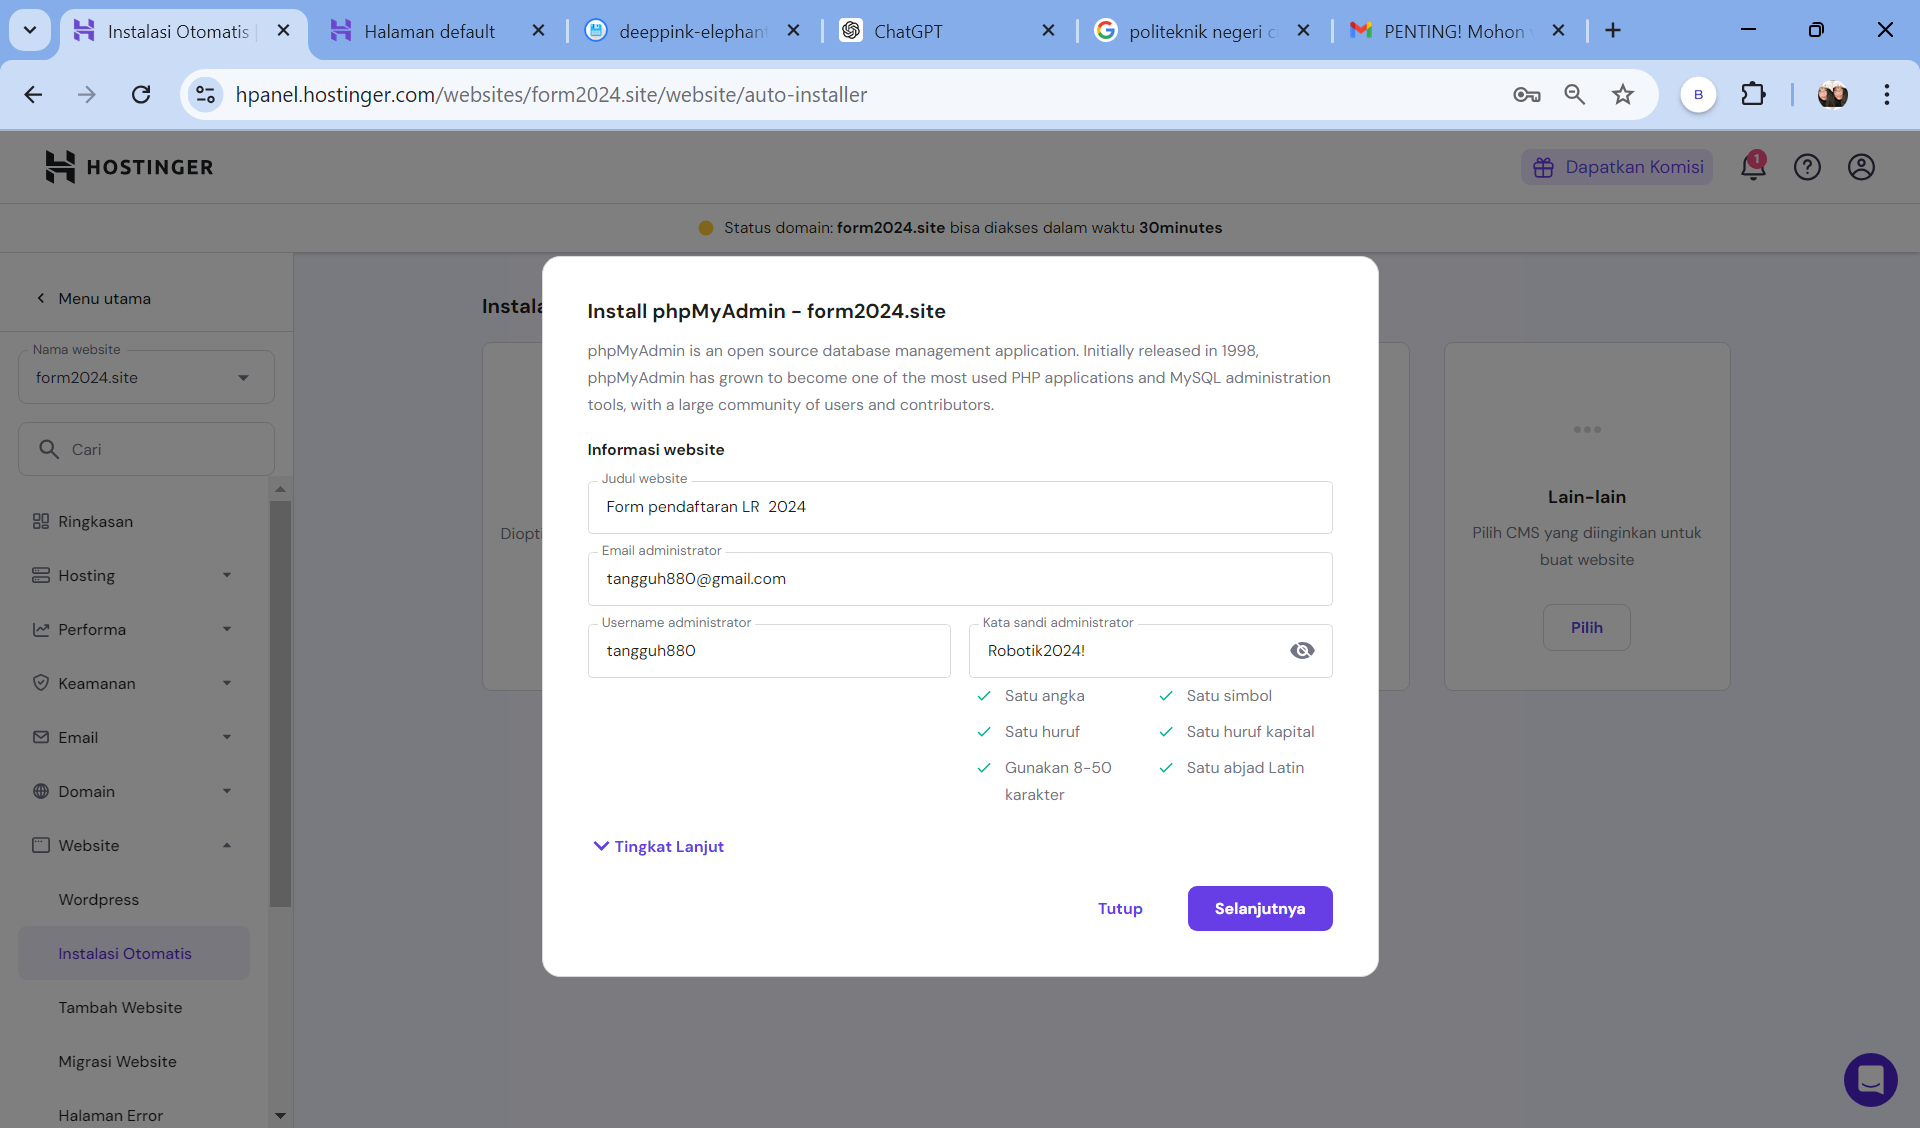 Instalasi Otomatis
Halaman default
deeppink-elephant
ChatGPT
politeknik negeri ci
PENTING! Mohon v
hpanel.hostinger.com/websites/form2024.site/website/auto-installer
B
HOSTINGER
Dapatkan Komisi
1
Status domain: form2024.site bisa diakses dalam waktu 30minutes
Menu utama
Nama website
form2024.site
Cari
Ringkasan
Hosting
Performa
Keamanan
Email
Domain
Website
Wordpress
Instalasi Otomatis
Tambah Website
Migrasi Website
Halaman Error
Instala
Diopti
Install phpMyAdmin - form2024.site
phpMyAdmin is an open source database management application. Initially released in 1998,
phpMyAdmin has grown to become one of the most used PHP applications and MySQL administration
tools, with a large community of users and contributors.
Informasi website
Judul website
Form pendaftaran LR  2024
Email administrator
tangguh880@gmail.com
Username administrator
tangguh880
Kata sandi administrator
Robotik2024!
Satu angka
Satu simbol
Satu huruf
Satu huruf kapital
Gunakan 8-50
karakter
Satu abjad Latin
Tingkat Lanjut
Tutup
Selanjutnya
Lain-lain
Pilih CMS yang diinginkan untuk
buat website
Pilih